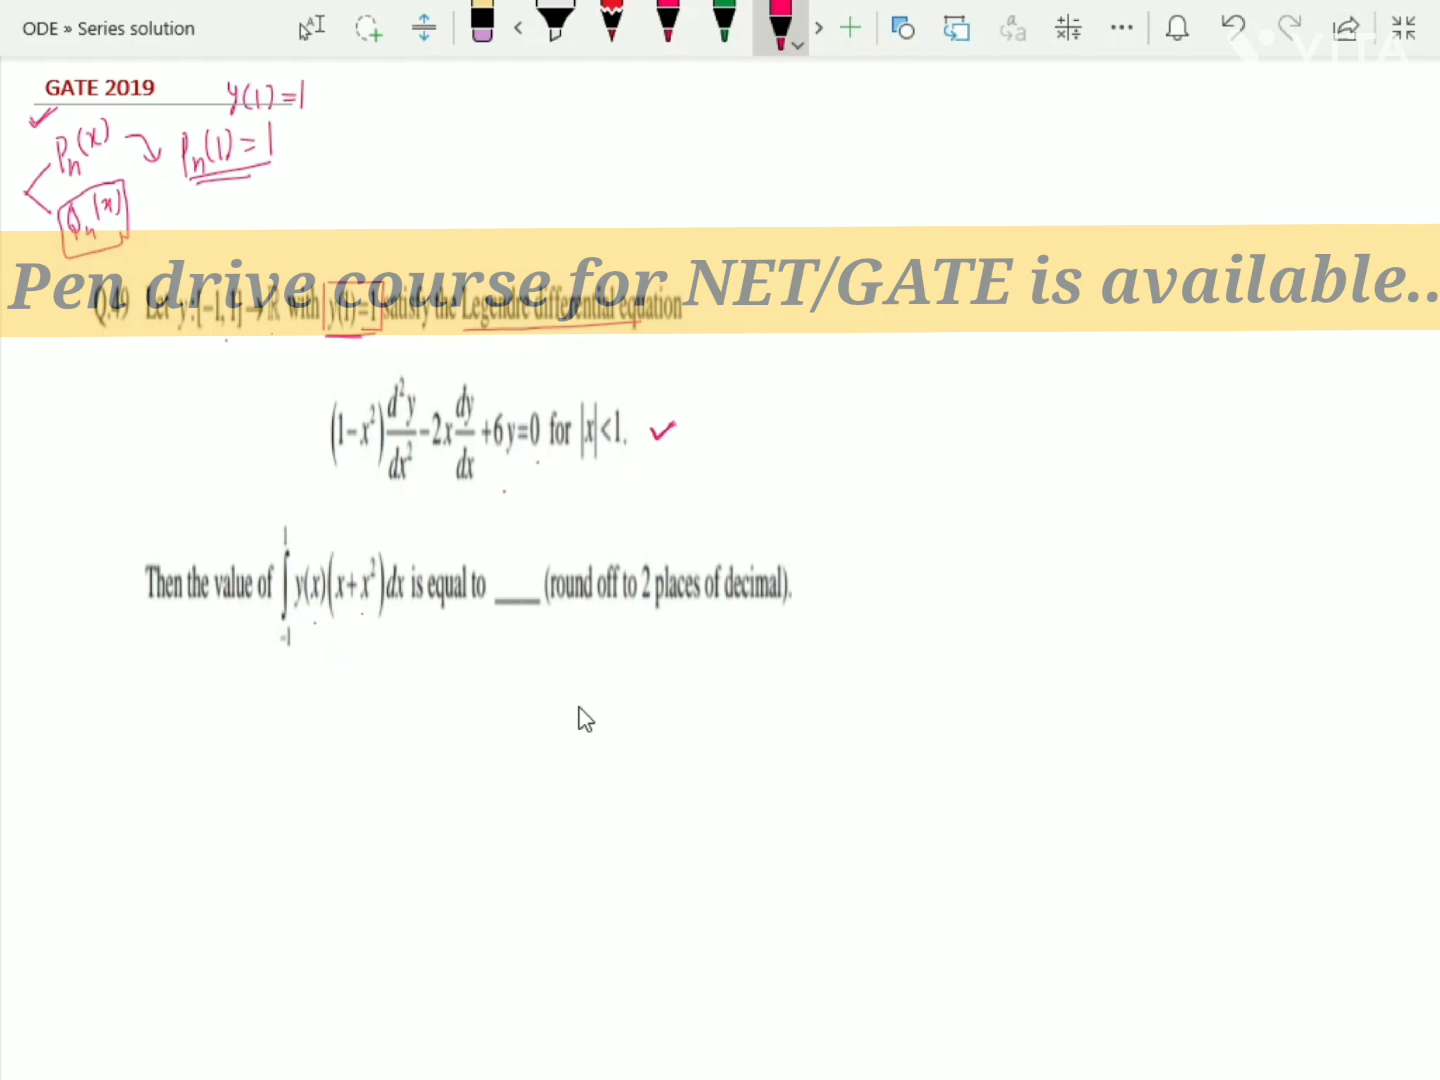 ODE » Series solution
VITA
GATE 2019
y(1)=1
Pn(x)
Pn(1)=1
Qn(x)
Pen drive course for NET/GATE is available..
Q.49 Let y:[−1, 1]→R with y(1)=1 satisfy the Legendre differential equation
(1−x²) d²y/dx² −2x dy/dx +6y=0 for |x|<1.
Then the value of ∫₋₁¹ y(x)(x+x²)dx is equal to ____ (round off to 2 places of decimal).